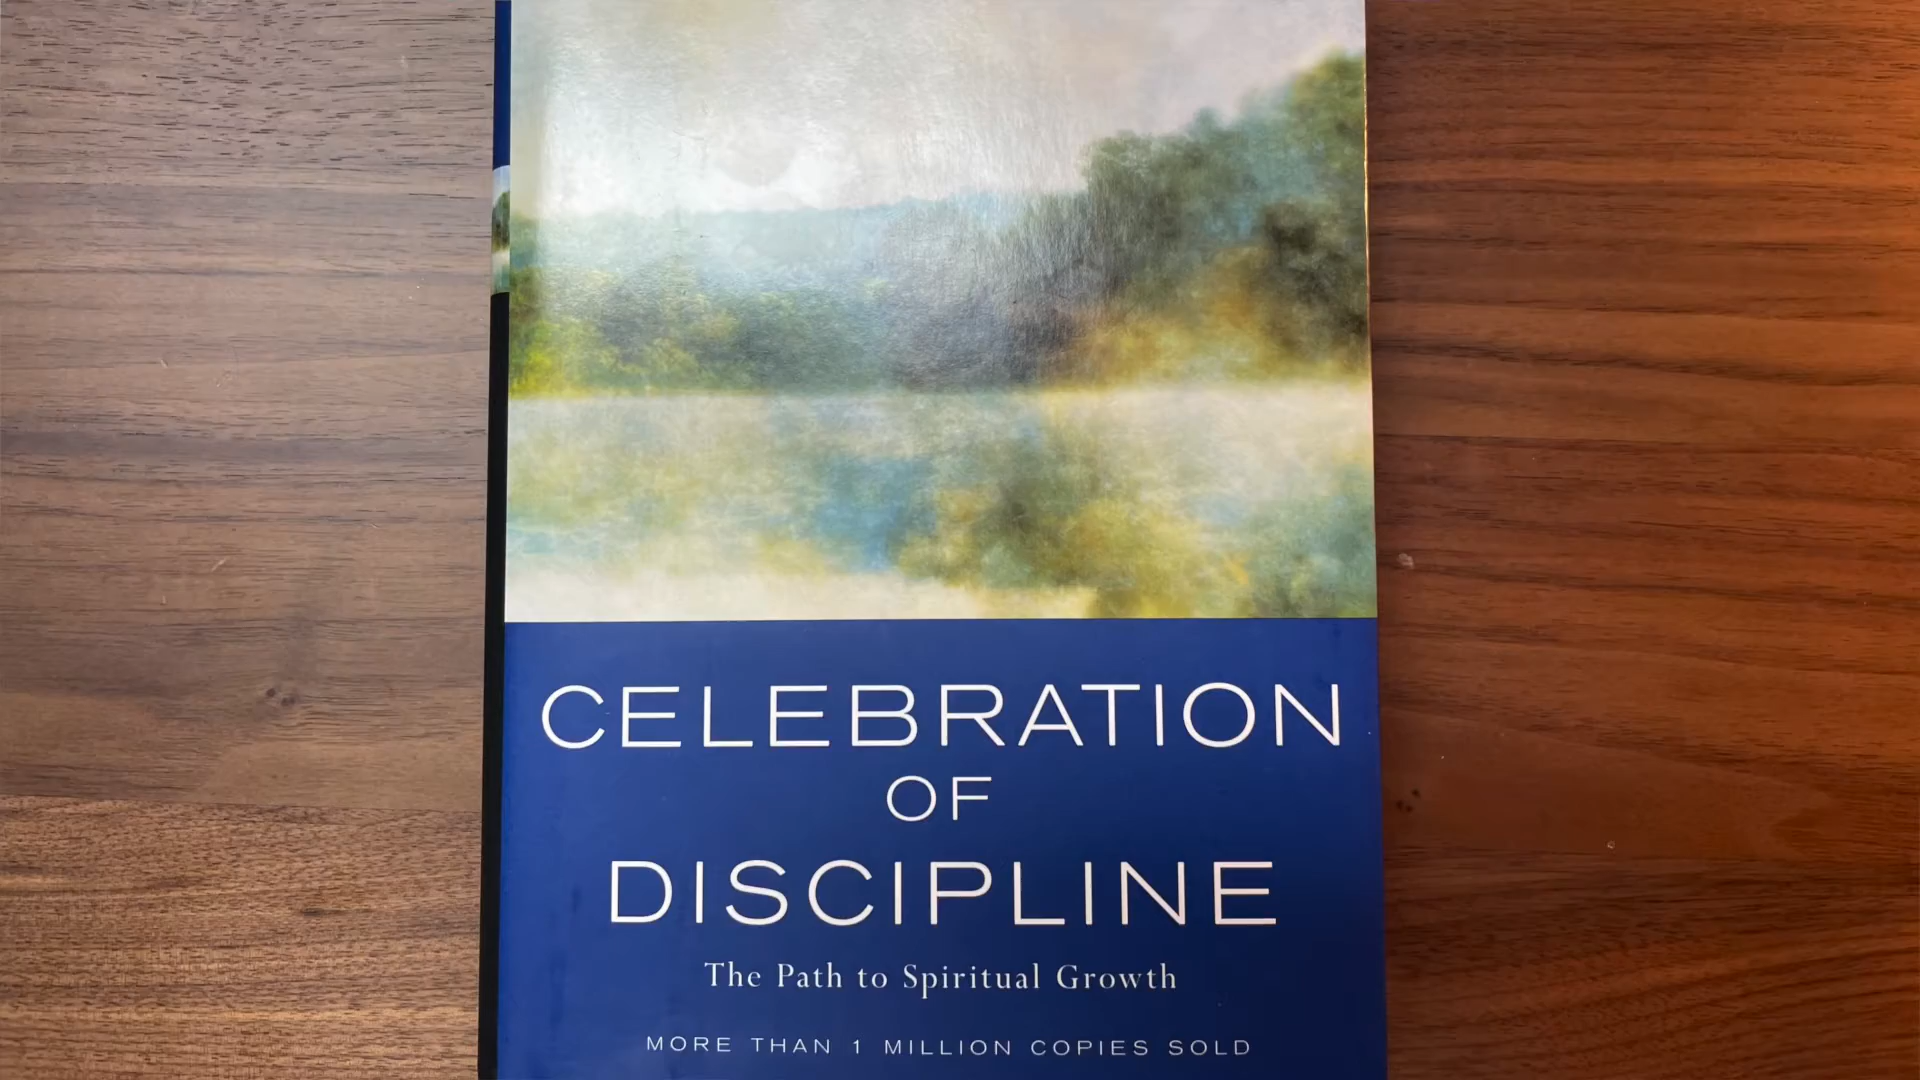 CELEBRATION
OF
DISCIPLINE
The Path to Spiritual Growth
MORE THAN 1 MILLION COPIES SOLD